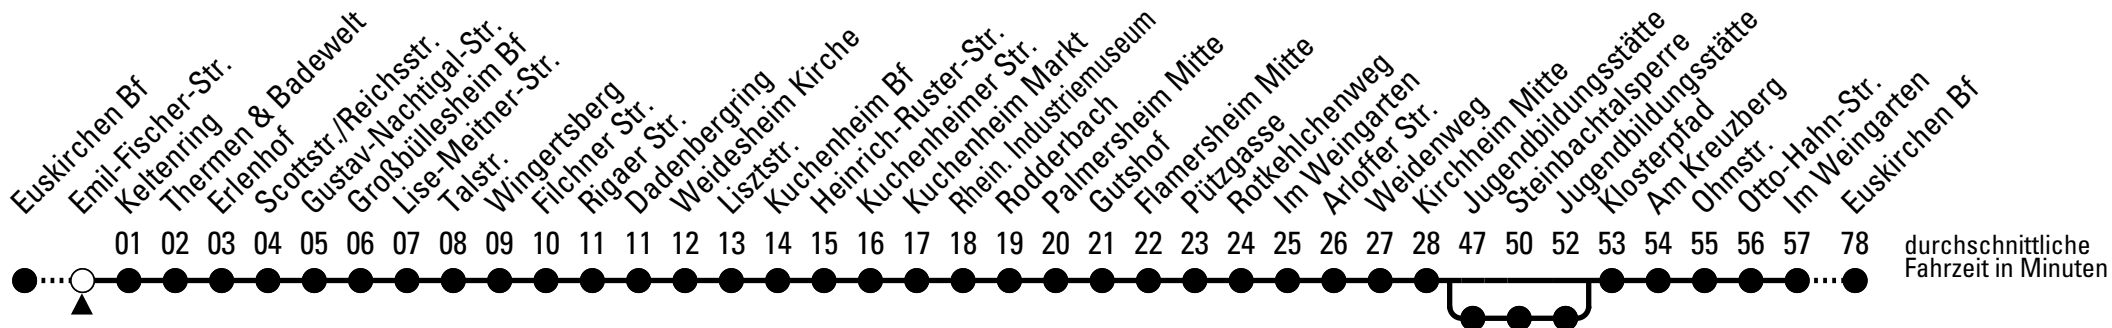 Euskirchen Bf
Emil-Fischer-Str.
Keltenring
Thermen & Badewelt
Erlenhof
Scottstr./Reichsstr.
Gustav-Nachtigal-Str.
Großbüllesheim Bf
Lise-Meitner-Str.
Talstr.
Wingertsberg
Filchner Str.
Rigaer Str.
Dadenbergring
Weidesheim Kirche
Lisztstr.
Kuchenheim Bf
Heinrich-Ruster-Str.
Kuchenheimer Str.
Kuchenheim Markt
Rhein. Industriemuseum
Rodderbach
Palmersheim Mitte
Gutshof
Flamersheim Mitte
Pützgasse
Rotkehlchenweg
Im Weingarten
Arloffer Str.
Weidenweg
Kirchheim Mitte
Jugendbildungsstätte
Steinbachtalsperre
Jugendbildungsstätte
Klosterpfad
Am Kreuzberg
Ohmstr.
Otto-Hahn-Str.
Im Weingarten
Euskirchen Bf
01 02 03 04 05 06 07 08 09 10 11 11 12 13 14 15 16 17 18 19 20 21 22 23 24 25 26 27 28 47 50 52 53 54 55 56 57 78
durchschnittliche
Fahrzeit in Minuten